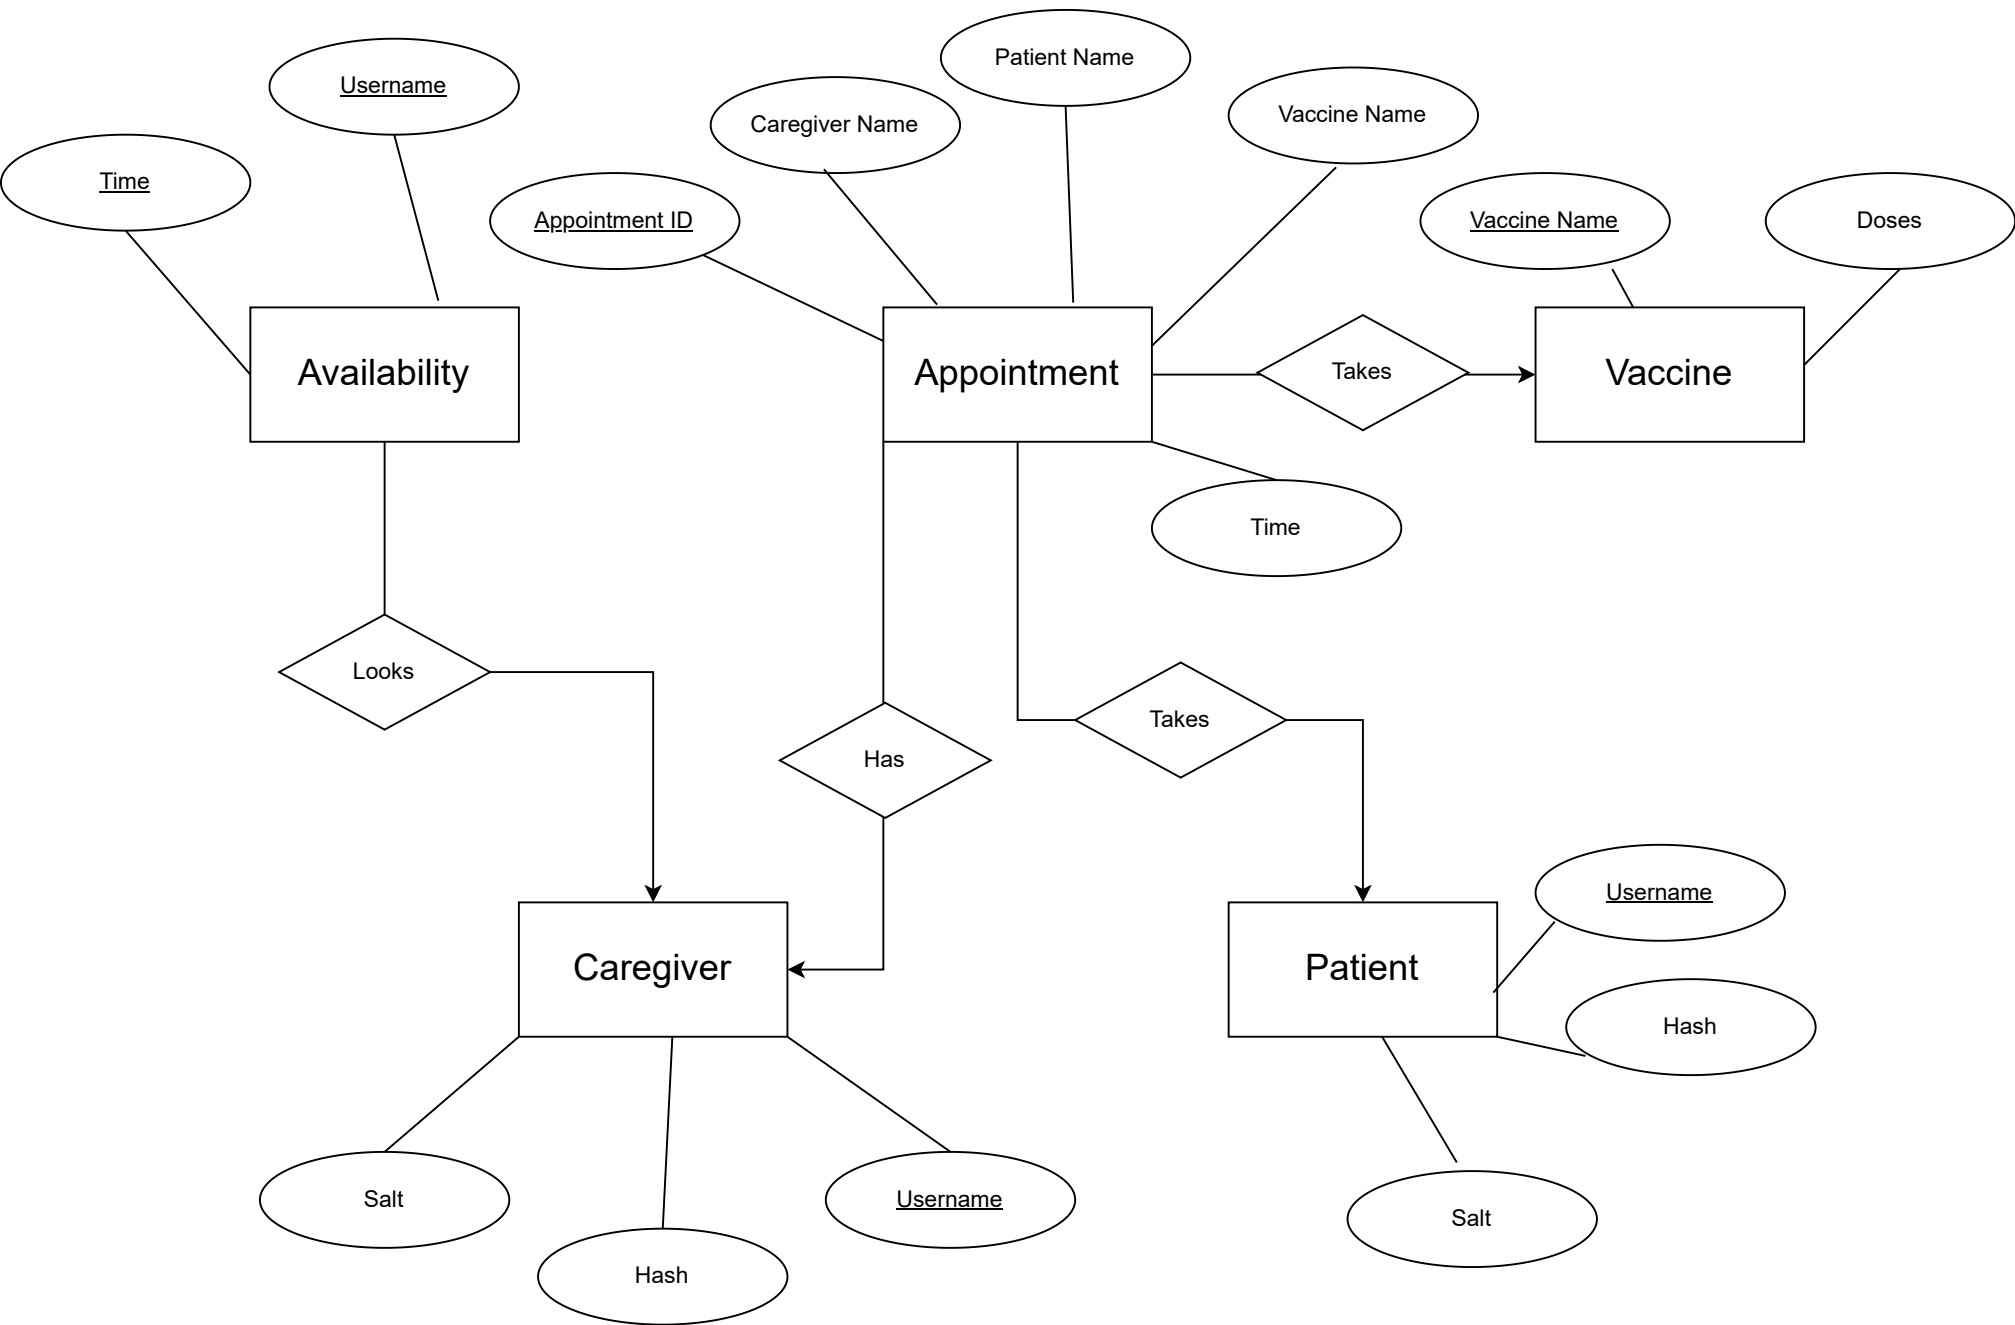 Patient Name
Username
Caregiver Name
Vaccine Name
Time
Appointment ID
Vaccine Name
Doses
Availability
Appointment
Takes
Vaccine
Time
Looks
Has
Takes
Username
Caregiver
Patient
Hash
Salt
Username
Salt
Hash